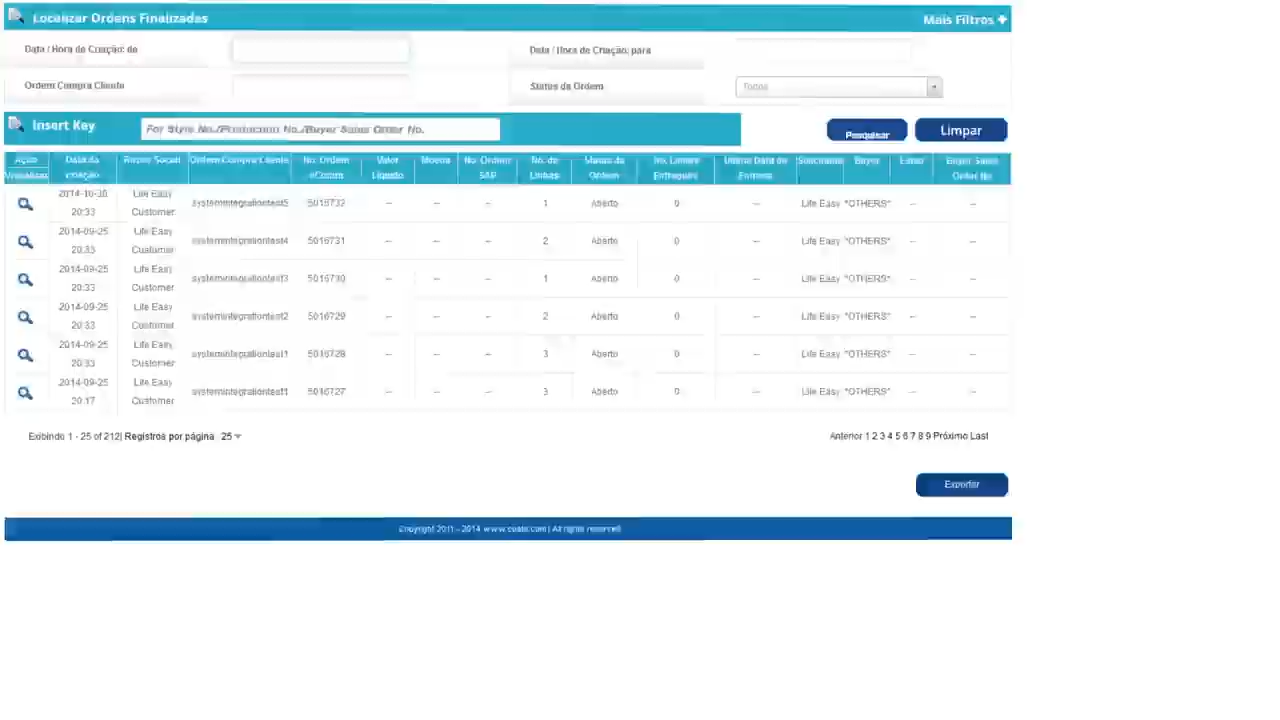 Localizar Ordens Finalizadas Mais Filtros +
Data / Hora de Criação: de Data / Hora de Criação: para
Ordem Compra Cliente Status da Ordem Todos
Insert Key For Style No./Production No./Buyer Sales Order No. Pesquisar Limpar
Ação Data da Razão Social Ordem Compra Cliente No. Ordem Valor Moeda No. Ordem No. de Status da No. Linhas Última Data de Buyer Buyer Sales
Visualizar criação eComm Líquido SAP Linhas Ordem Entregues Order No
20:33 Life Easy Customer systemintegrationtest5 5016732 -- -- -- 1 Aberto 0 -- Life Easy *OTHERS* -- --
2014-09-25 20:33 Life Easy Customer systemintegrationtest4 5016731 -- -- -- 2 Aberto 0 -- Life Easy *OTHERS* -- --
2014-09-25 20:33 Life Easy Customer systemintegrationtest3 5016730 -- -- -- 1 Aberto 0 -- Life Easy *OTHERS* -- --
2014-09-25 20:33 Life Easy Customer systemintegrationtest2 5016729 -- -- -- 2 Aberto 0 -- Life Easy *OTHERS* -- --
2014-09-25 20:33 Life Easy Customer systemintegrationtest1 5016728 -- -- -- 3 Aberto 0 -- Life Easy *OTHERS* -- --
2014-09-25 20:17 Life Easy Customer 5016727 -- -- -- 3 Aberto 0 -- Life Easy *OTHERS* -- --
Exibindo 1 - 25 of 212| Registros por página 25 Anterior 1 2 3 4 5 6 7 8 9 Próximo Last
Exportar
Copyright 2011 - 2014 www.coats.com | All rights reserved